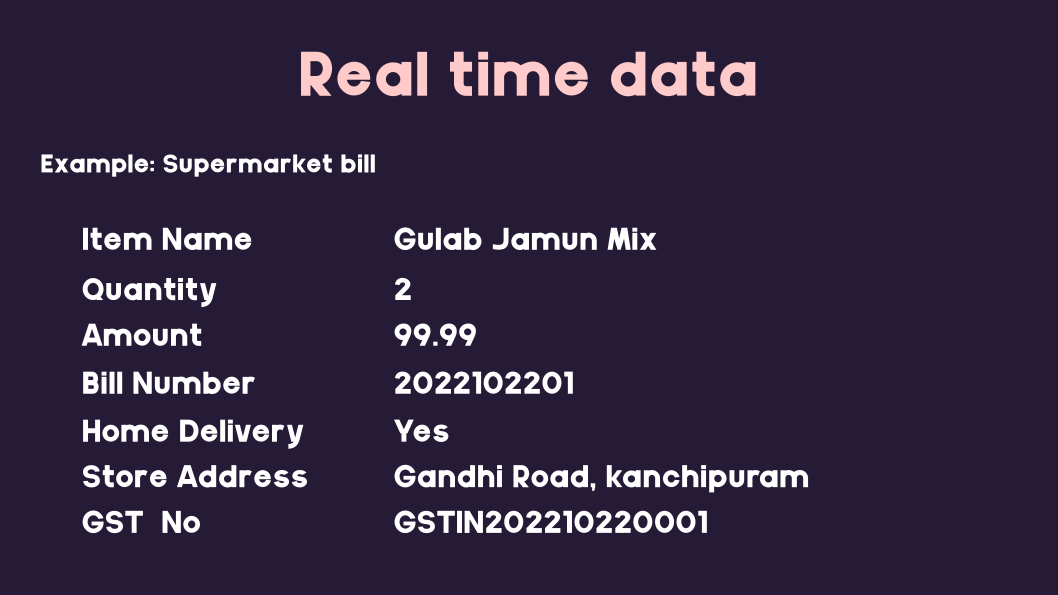 Real time data
Example: Supermarket bill
Item Name Gulab Jamun Mix
Quantity 2
Amount 99.99
Bill Number 2022102201
Home Delivery Yes
Store Address Gandhi Road, kanchipuram
GST No GSTIN202210220001